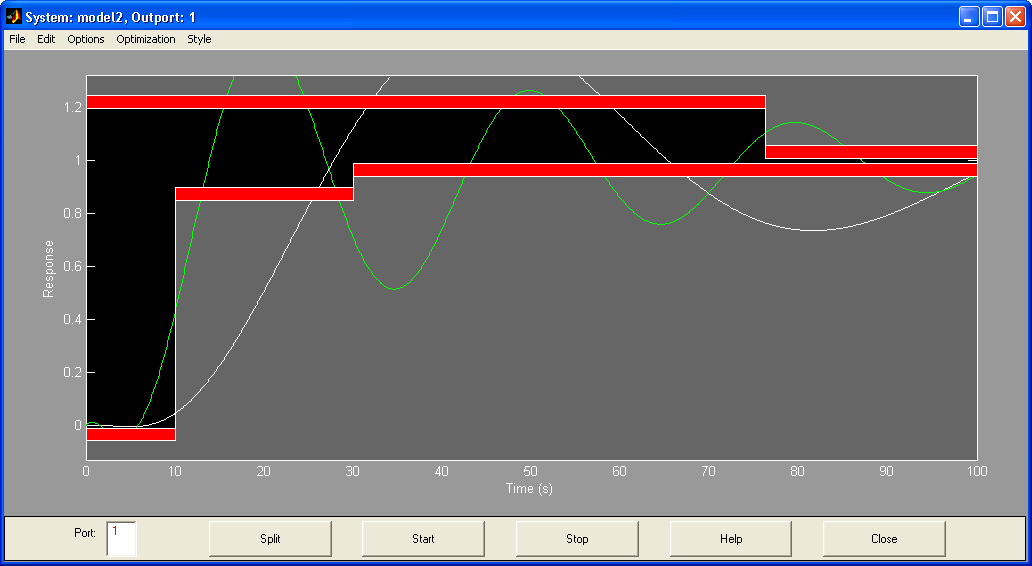 System: model2, Outport: 1
File Edit Options Optimization Style
1.2
1
0.8
0.6
0.4
0.2
0
Response
0 10 20 30 40 50 60 70 80 90 100
Time (s)
Port: 1 Split Start Stop Help Close